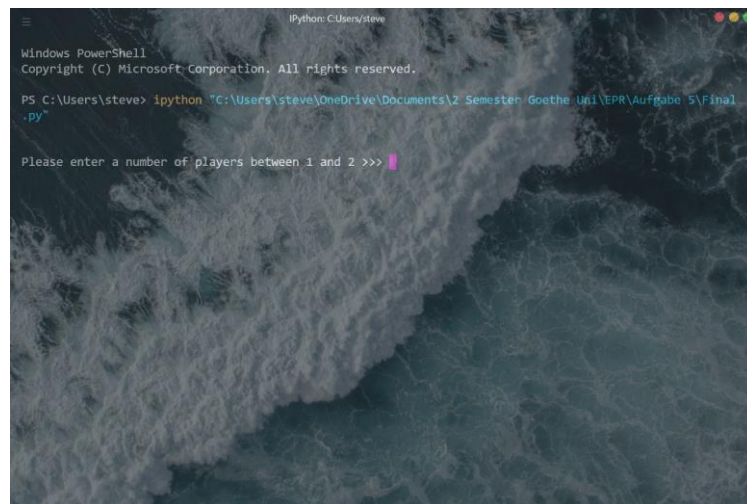 IPython: C:Users/steve
Windows PowerShell
Copyright (C) Microsoft Corporation. All rights reserved.
PS C:\Users\steve> ipython "C:\Users\steve\OneDrive\Documents\2 Semester Goethe Uni\EPR\Aufgabe 5\Final
.py"
Please enter a number of players between 1 and 2 >>>